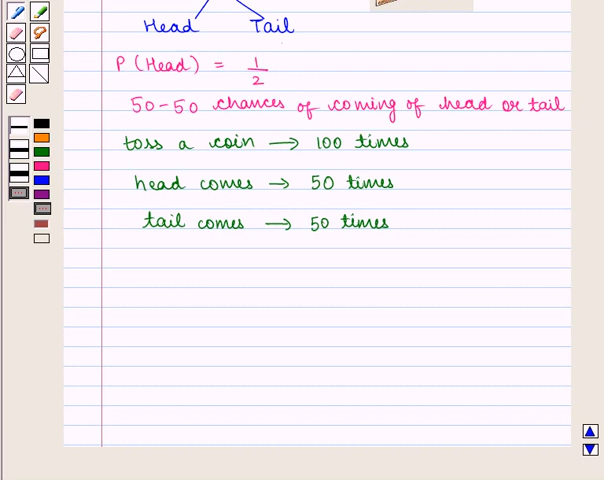 Head Tail
P (Head) = 1/2
50-50 chances of coming of head or tail
toss a coin → 100 times
head comes → 50 times
tail comes → 50 times